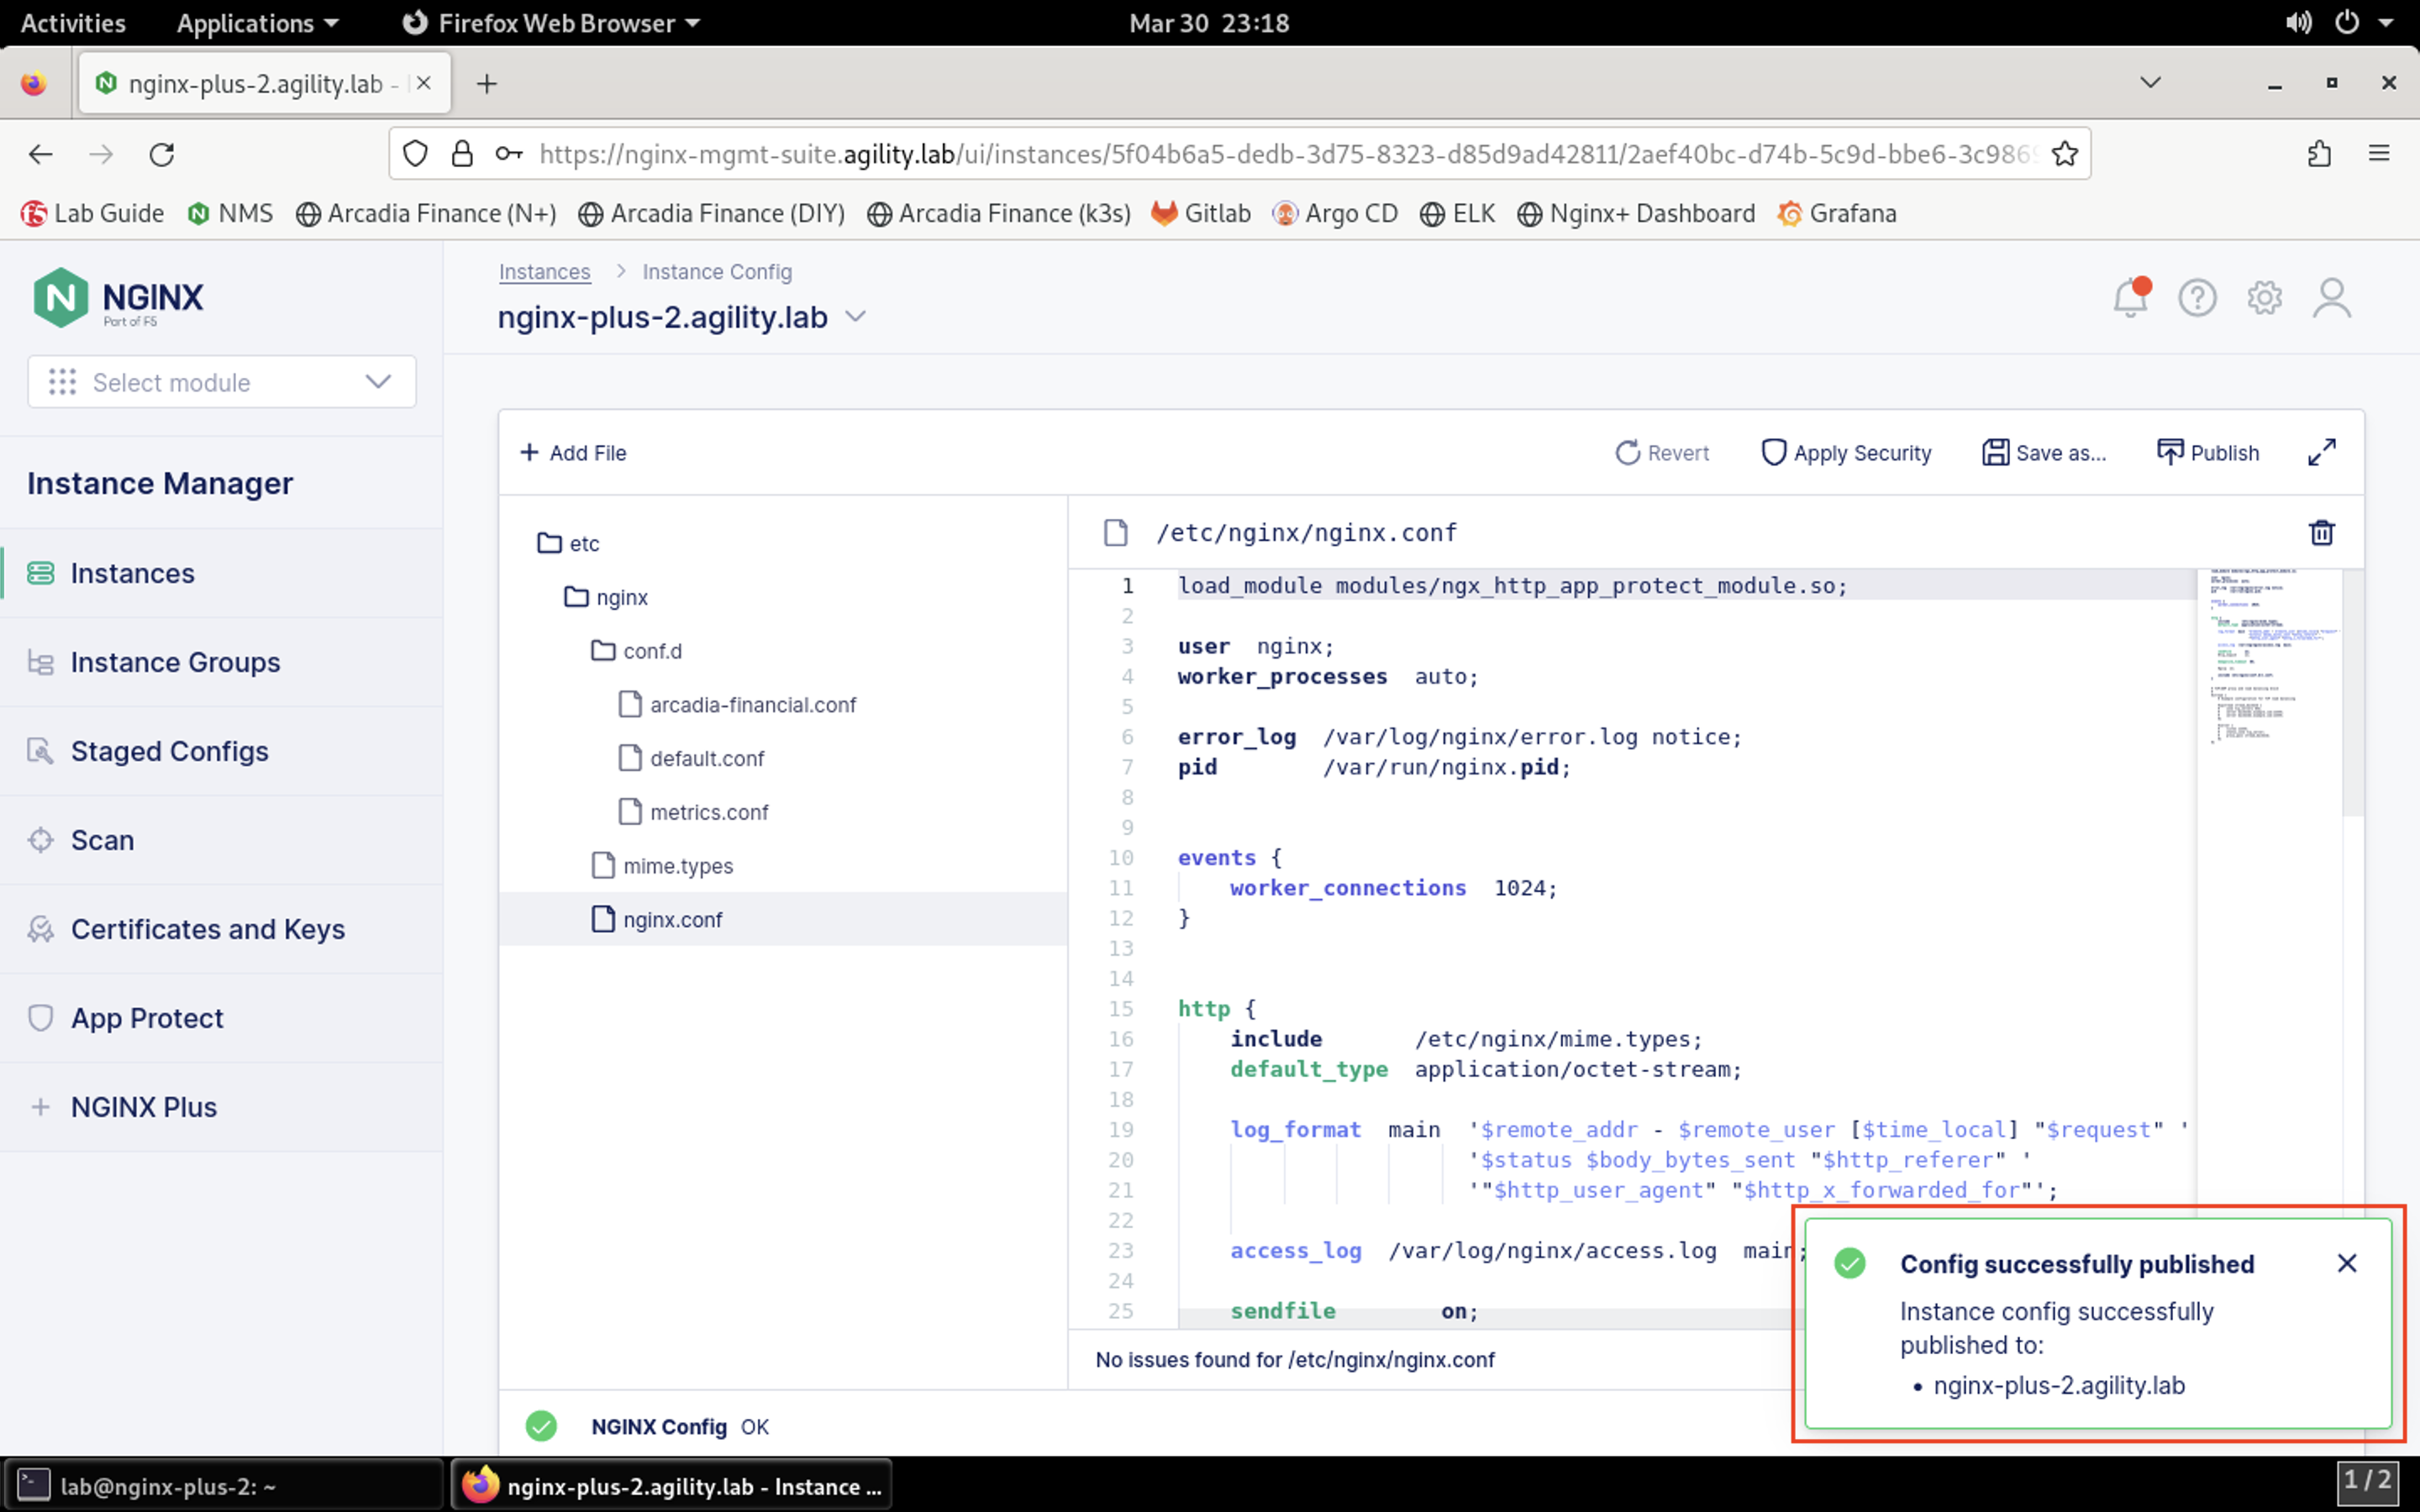 Activities Applications Firefox Web Browser Mar 30 23:18
nginx-plus-2.agility.lab -
https://nginx-mgmt-suite.agility.lab/ui/instances/5f04b6a5-dedb-3d75-8323-d85d9ad42811/2aef40bc-d74b-5c9d-bbe6-3c986
Lab Guide NMS Arcadia Finance (N+) Arcadia Finance (DIY) Arcadia Finance (k3s) Gitlab Argo CD ELK Nginx+ Dashboard Grafana
NGINX
Part of F5
Select module
Instance Manager
Instances
Instance Groups
Staged Configs
Scan
Certificates and Keys
App Protect
NGINX Plus
Instances > Instance Config
nginx-plus-2.agility.lab
+ Add File Revert Apply Security Save as... Publish
etc
nginx
conf.d
arcadia-financial.conf
default.conf
metrics.conf
mime.types
nginx.conf
/etc/nginx/nginx.conf
1 load_module modules/ngx_http_app_protect_module.so;
2
3 user  nginx;
4 worker_processes  auto;
5
6 error_log  /var/log/nginx/error.log notice;
7 pid        /var/run/nginx.pid;
8
9
10 events {
11     worker_connections  1024;
12 }
13
14
15 http {
16     include       /etc/nginx/mime.types;
17     default_type  application/octet-stream;
18
19     log_format  main  '$remote_addr - $remote_user [$time_local] "$request" '
20                       '$status $body_bytes_sent "$http_referer" '
21                       '"$http_user_agent" "$http_x_forwarded_for"';
22
23     access_log  /var/log/nginx/access.log  main;
24
25     sendfile        on;
No issues found for /etc/nginx/nginx.conf
NGINX Config OK
Config successfully published
Instance config successfully
published to:
• nginx-plus-2.agility.lab
lab@nginx-plus-2: ~ nginx-plus-2.agility.lab - Instance ... 1 / 2